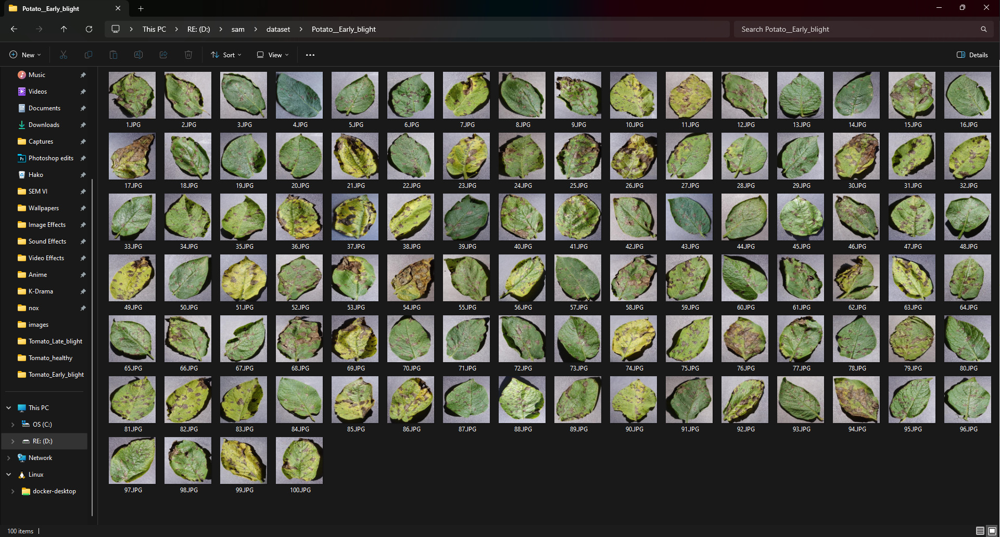 Potato__Early_blight
This PC > RE: (D:) > sam > dataset > Potato__Early_blight
Search Potato__Early_blight
New
Sort
View
Details
Music
Videos
Documents
Downloads
Captures
Photoshop edits
Hako
SEM VI
Wallpapers
Image Effects
Sound Effects
Video Effects
Anime
K-Drama
nox
images
Tomato_Late_blight
Tomato_healthy
Tomato_Early_blight
This PC
OS (C:)
RE: (D:)
Network
Linux
docker-desktop
1.JPG 2.JPG 3.JPG 4.JPG 5.JPG 6.JPG 7.JPG 8.JPG 9.JPG 10.JPG 11.JPG 12.JPG 13.JPG 14.JPG 15.JPG 16.JPG
17.JPG 18.JPG 19.JPG 20.JPG 21.JPG 22.JPG 23.JPG 24.JPG 25.JPG 26.JPG 27.JPG 28.JPG 29.JPG 30.JPG 31.JPG 32.JPG
33.JPG 34.JPG 35.JPG 36.JPG 37.JPG 38.JPG 39.JPG 40.JPG 41.JPG 42.JPG 43.JPG 44.JPG 45.JPG 46.JPG 47.JPG 48.JPG
49.JPG 50.JPG 51.JPG 52.JPG 53.JPG 54.JPG 55.JPG 56.JPG 57.JPG 58.JPG 59.JPG 60.JPG 61.JPG 62.JPG 63.JPG 64.JPG
65.JPG 66.JPG 67.JPG 68.JPG 69.JPG 70.JPG 71.JPG 72.JPG 73.JPG 74.JPG 75.JPG 76.JPG 77.JPG 78.JPG 79.JPG 80.JPG
81.JPG 82.JPG 83.JPG 84.JPG 85.JPG 86.JPG 87.JPG 88.JPG 89.JPG 90.JPG 91.JPG 92.JPG 93.JPG 94.JPG 95.JPG 96.JPG
97.JPG 98.JPG 99.JPG 100.JPG
100 items